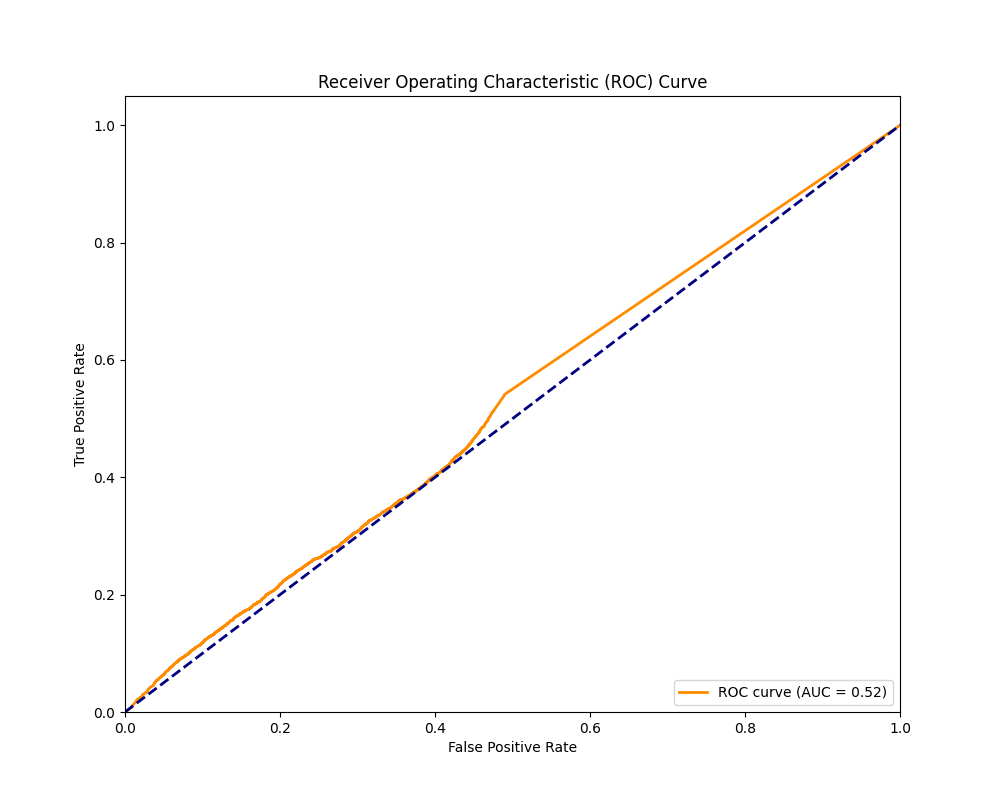 Receiver Operating Characteristic (ROC) Curve
1.0
0.8
0.6
0.4
0.2
0.0
True Positive Rate
ROC curve (AUC = 0.52)
0.0 0.2 0.4 0.6 0.8 1.0
False Positive Rate